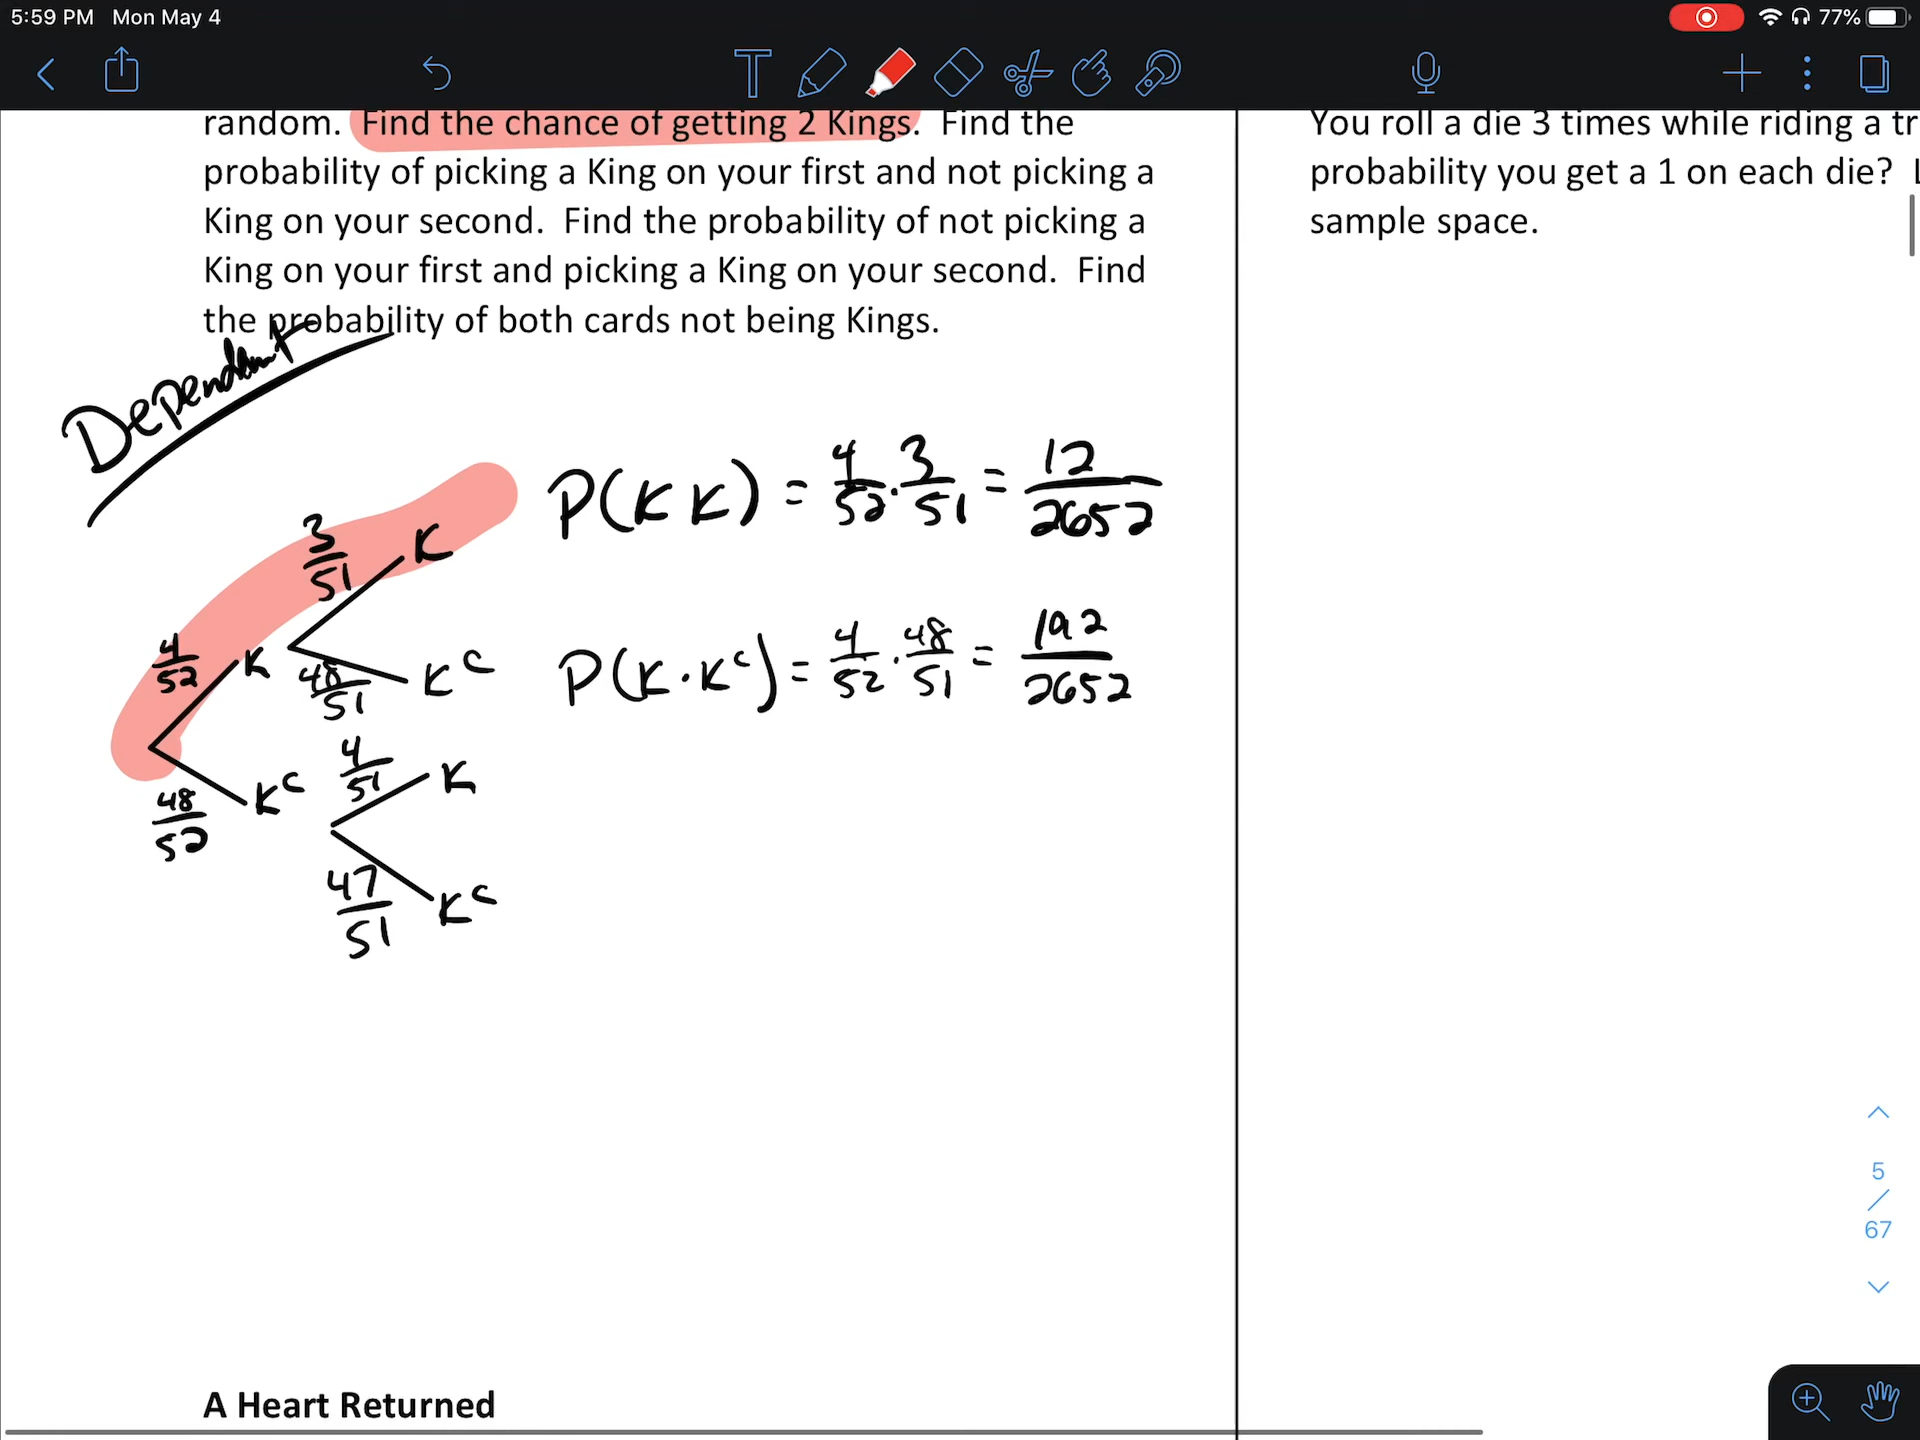 5:59 PM Mon May 4
77%
random. Find the chance of getting 2 Kings. Find the
probability of picking a King on your first and not picking a
King on your second. Find the probability of not picking a
King on your first and picking a King on your second. Find
the probability of both cards not being Kings.
You roll a die 3 times while riding a tr
probability you get a 1 on each die? L
sample space.
Dependent
P(K K) = 4/52 · 3/51 = 12/2652
3/51 K
P(K · K^c) = 4/52 · 48/51 = 192/2652
4/52 K
48/51 K^c
4/51 K
48/52 K^c
47/51 K^c
5
/
67
A Heart Returned